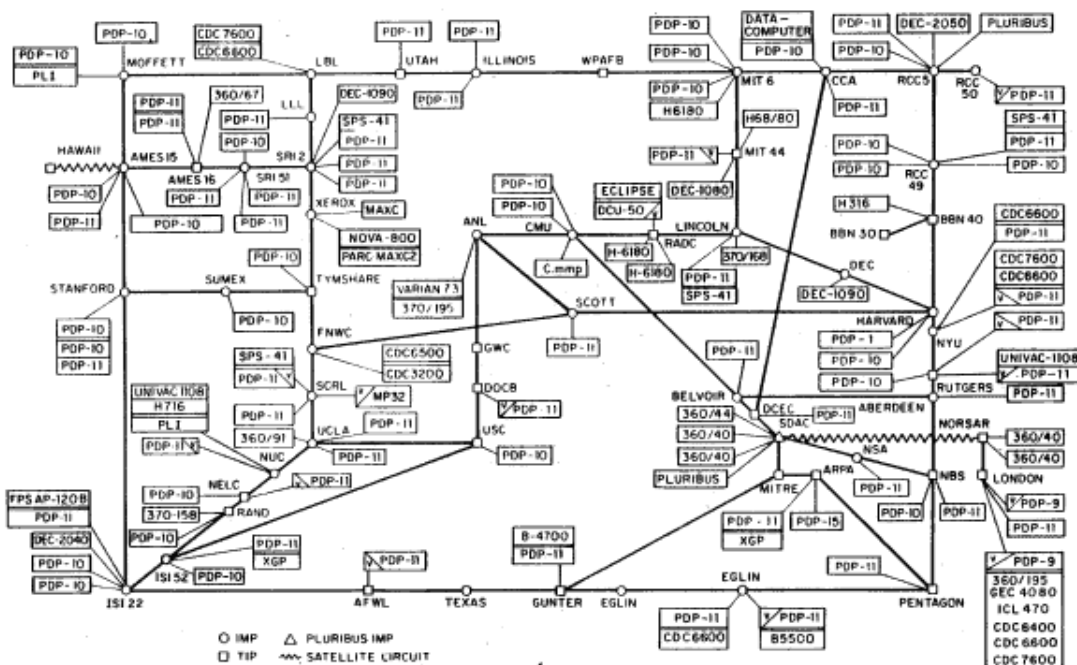 PDP-10
CDC 7600
CDC6600
PDP-11
PDP-11
PDP-10
PDP-10
DATA-
COMPUTER
PDP-10
PDP-11
PDP-10
DEC-2050
PLURIBUS
PDP-10
PLI
MOFFETT
LBL
UTAH
ILLINOIS
WPAFB
MIT 6
CCA
RCC5
RCC
50
PDP-11
PDP-10
H6180
PDP-11
PDP-11
PDP-11
PDP-11
360/67
LLL
PDP-11
DEC-1090
SPS-41
PDP-11
PDP-11
PDP-11
H68/80
PDP-11
MIT 44
DEC-1080
SPS-41
PDP-11
PDP-10
PDP-10
PDP-10
RCC
49
HAWAII
AMES15
AMES16
PDP-10
SRI 2
SRI 51
PDP-11
PDP-11
PDP-11
PDP-10
PDP-11
PDP-10
XEROX
MAXC
NOVA-800
PARC MAXC2
ANL
PDP-10
PDP-10
CMU
ECLIPSE
DCU-50
RADC
H-6180
H-6180
LINCOLN
370/168
PDP-11
SPS-41
C.mmp
H316
BBN 40
BBN 30
CDC6600
PDP-11
CDC7600
CDC6600
PDP-11
PDP-11
DEC
DEC-1090
STANFORD
SUMEX
PDP-10
TYMSHARE
PDP-10
PDP-10
PDP-10
PDP-11
VARIAN 73
370/195
SCOTT
PDP-11
HARVARD
NYU
PDP-1
PDP-10
PDP-10
FNWC
CDC6500
CDC3200
GWC
SPS-41
PDP-11
SCRL
MP32
DOCB
PDP-11
PDP-11
BELVOIR
ABERDEEN
UNIVAC-1108
PDP-11
RUTGERS
PDP-11
UNIVAC 1108
H716
PLI
PDP-11
PDP-11
360/91
UCLA
PDP-11
PDP-11
USC
PDP-10
DCEC
PDP-11
360/44
360/40
360/40
PLURIBUS
SDAC
NORSAR
360/40
360/40
NUC
NELC
PDP-10
PDP-11
370-158
RAND
PDP-10
NSA
PDP-11
MITRE
ARPA
PDP-11
XGP
PDP-15
NBS
PDP-10
PDP-11
LONDON
PDP-9
PDP-11
PDP-9
360/195
GEC 4080
ICL 470
CDC6400
CDC6600
CDC7600
FPS AP-120B
PDP-11
DEC-2040
PDP-10
PDP-10
ISI22
ISI 52
PDP-11
XGP
PDP-10
PDP-11
AFWL
TEXAS
B-4700
PDP-11
GUNTER
EGLIN
EGLIN
PDP-11
CDC6600
PDP-11
B5500
PDP-11
PENTAGON
IMP
PLURIBUS IMP
TIP
SATELLITE CIRCUIT